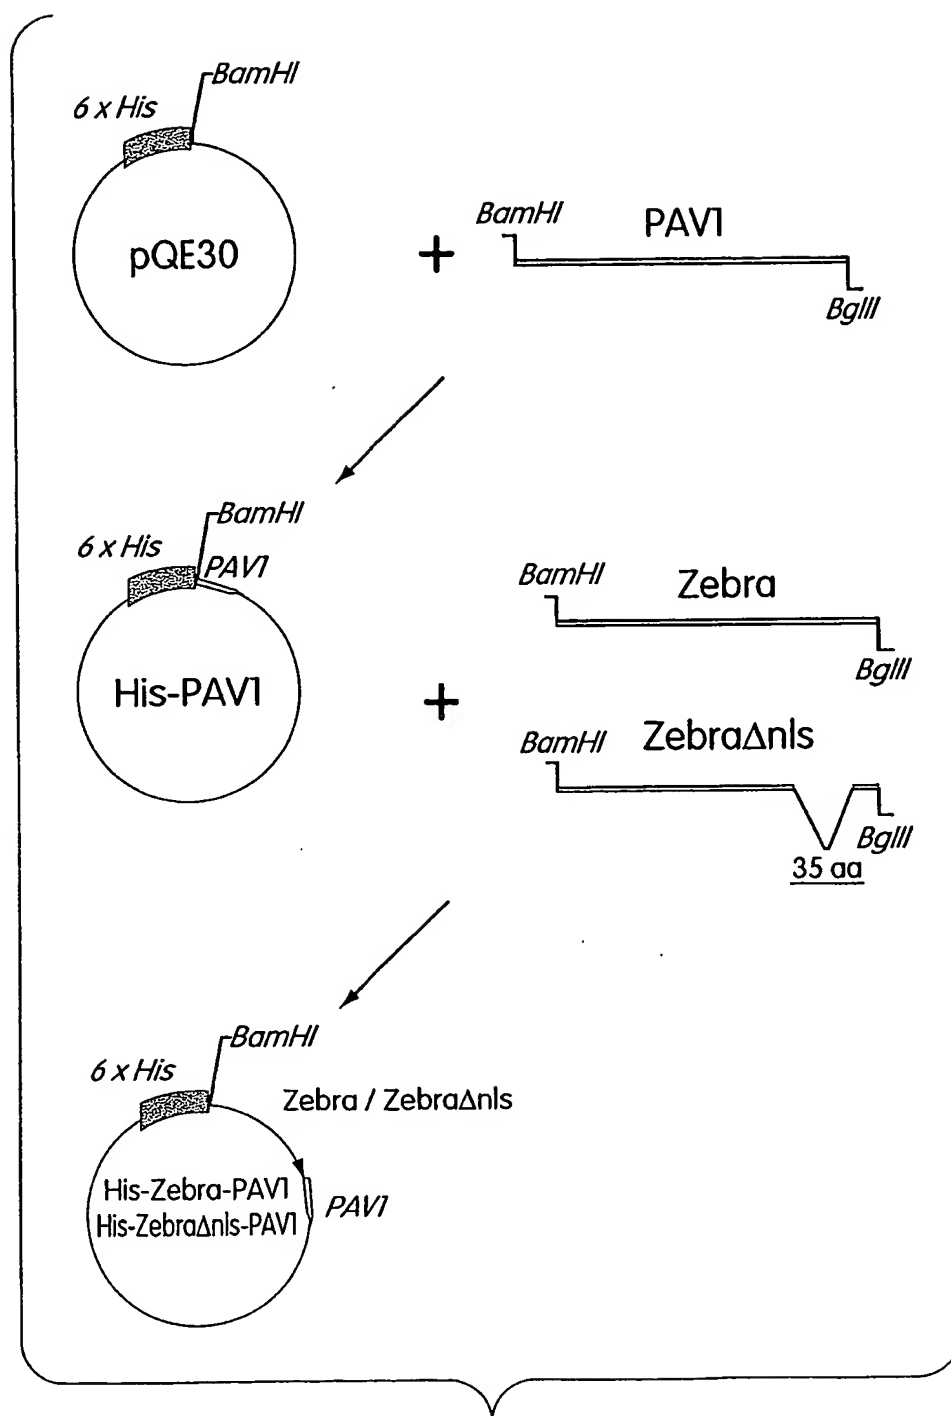 BamHI
6 x His
pQE30
+
BamHI
PAV1
BglII
BamHI
6 x His
PAV1
His-PAV1
+
BamHI
Zebra
BglII
BamHI
ZebraΔnls
BglII
35 aa
BamHI
6 x His
Zebra / ZebraΔnls
His-Zebra-PAV1
His-ZebraΔnls-PAV1
PAV1